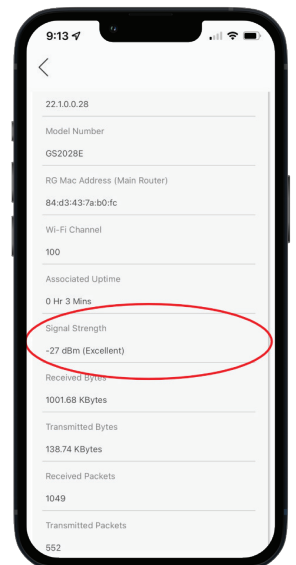 9:13
22.1.0.0.28
Model Number
GS2028E
RG Mac Address (Main Router)
84:d3:43:7a:b0:fc
Wi-Fi Channel
100
Associated Uptime
0 Hr 3 Mins
Signal Strength
-27 dBm (Excellent)
Received Bytes
1001.68 KBytes
Transmitted Bytes
138.74 KBytes
Received Packets
1049
Transmitted Packets
552